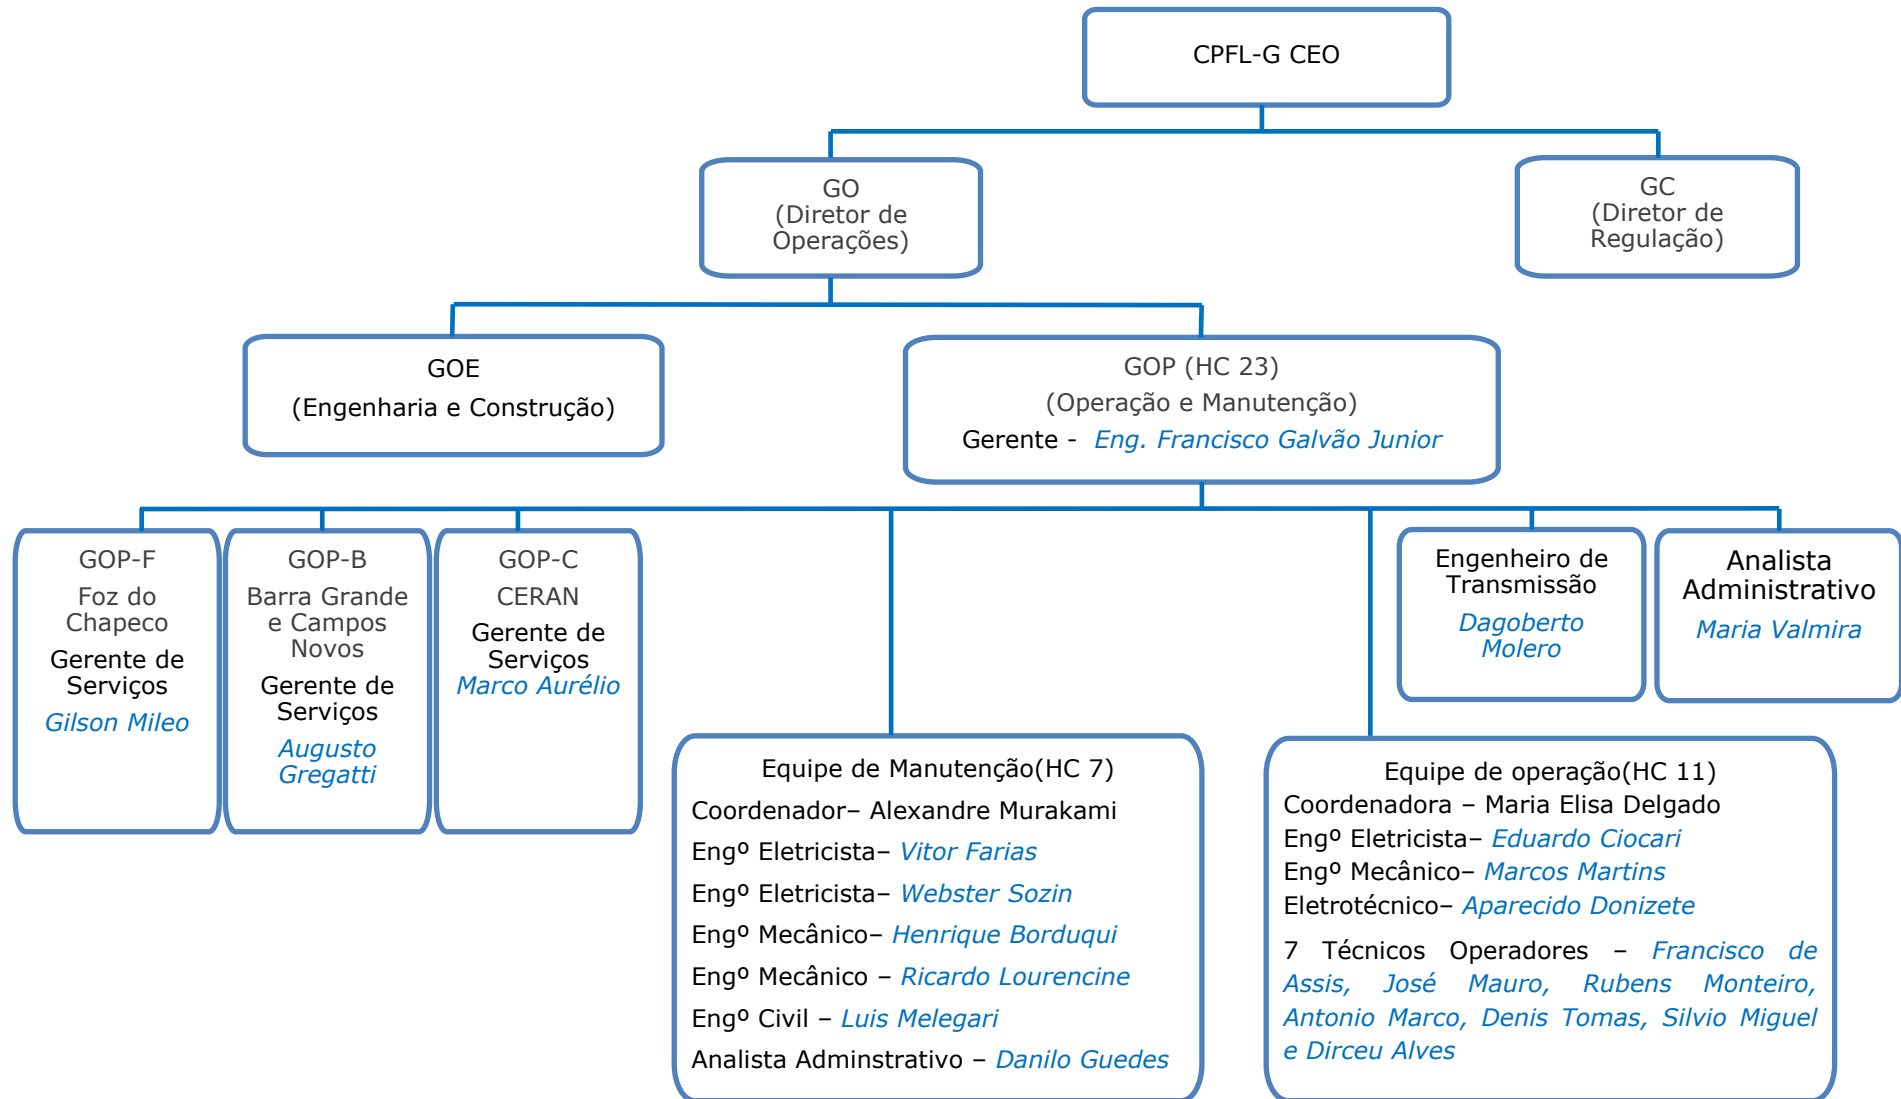 CPFL-G CEO
GO
(Diretor de
Operações)
GC
(Diretor de
Regulação)
GOE
(Engenharia e Construção)
GOP (HC 23)
(Operação e Manutenção)
Gerente - Eng. Francisco Galvão Junior
GOP-F
Foz do
Chapeco
Gerente de
Serviços
Gilson Mileo
GOP-B
Barra Grande
e Campos
Novos
Gerente de
Serviços
Augusto
Gregatti
GOP-C
CERAN
Gerente de
Serviços
Marco Aurélio
Engenheiro de
Transmissão
Dagoberto
Molero
Analista
Administrativo
Maria Valmira
Equipe de Manutenção(HC 7)
Coordenador– Alexandre Murakami
Engº Eletricista– Vitor Farias
Engº Eletricista– Webster Sozin
Engº Mecânico– Henrique Borduqui
Engº Mecânico – Ricardo Lourencine
Engº Civil – Luis Melegari
Analista Adminstrativo – Danilo Guedes
Equipe de operação(HC 11)
Coordenadora – Maria Elisa Delgado
Engº Eletricista– Eduardo Ciocari
Engº Mecânico– Marcos Martins
Eletrotécnico– Aparecido Donizete
7 Técnicos Operadores – Francisco de
Assis, José Mauro, Rubens Monteiro,
Antonio Marco, Denis Tomas, Silvio Miguel
e Dirceu Alves